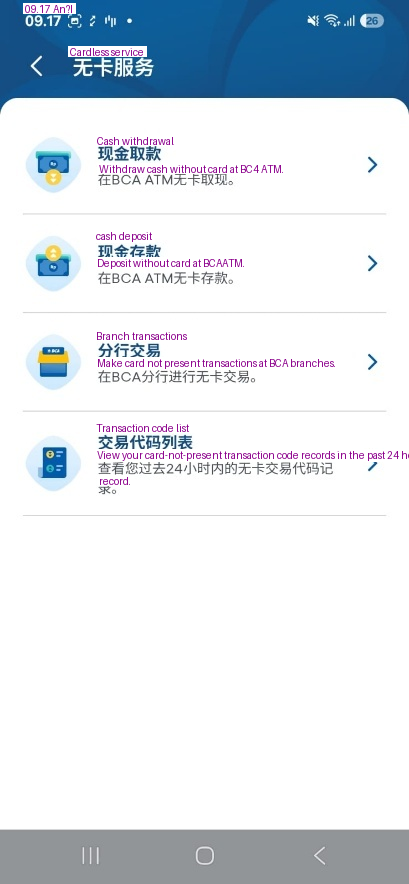 09.17 An?l
09.17
26
Cardless service
无卡服务
Cash withdrawal
现金取款
Withdraw cash without card at BC4 ATM.
在BCA ATM无卡取现。
cash deposit
现金存款
Deposit without card at BCAATM.
在BCA ATM无卡存款。
Branch transactions
分行交易
Make card not present transactions at BCA branches.
在BCA分行进行无卡交易。
Transaction code list
交易代码列表
View your card-not-present transaction code records in the past 24 h
查看您过去24小时内的无卡交易代码记
record.
录。